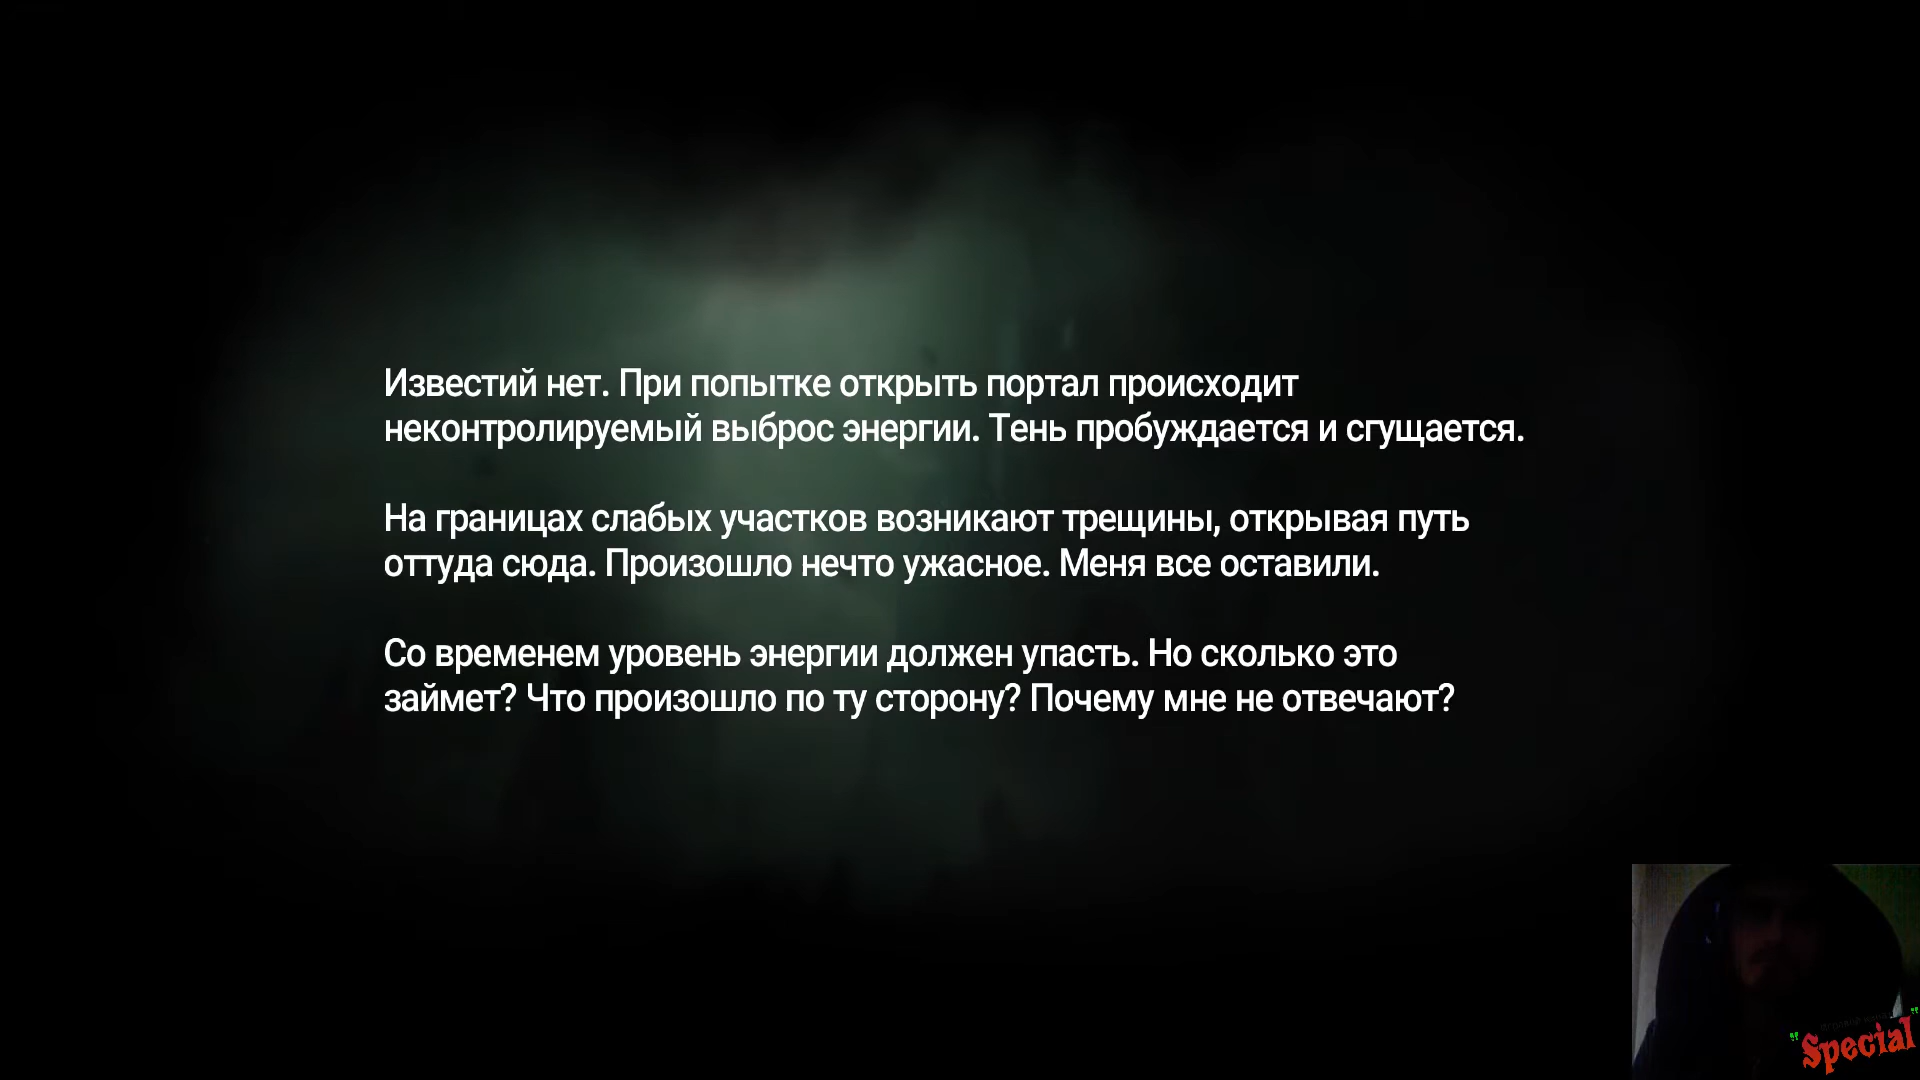 Известий нет. При попытке открыть портал происходит
неконтролируемый выброс энергии. Тень пробуждается и сгущается.
На границах слабых участков возникают трещины, открывая путь
оттуда сюда. Произошло нечто ужасное. Меня все оставили.
Со временем уровень энергии должен упасть. Но сколько это
займет? Что произошло по ту сторону? Почему мне не отвечают?
"Special"